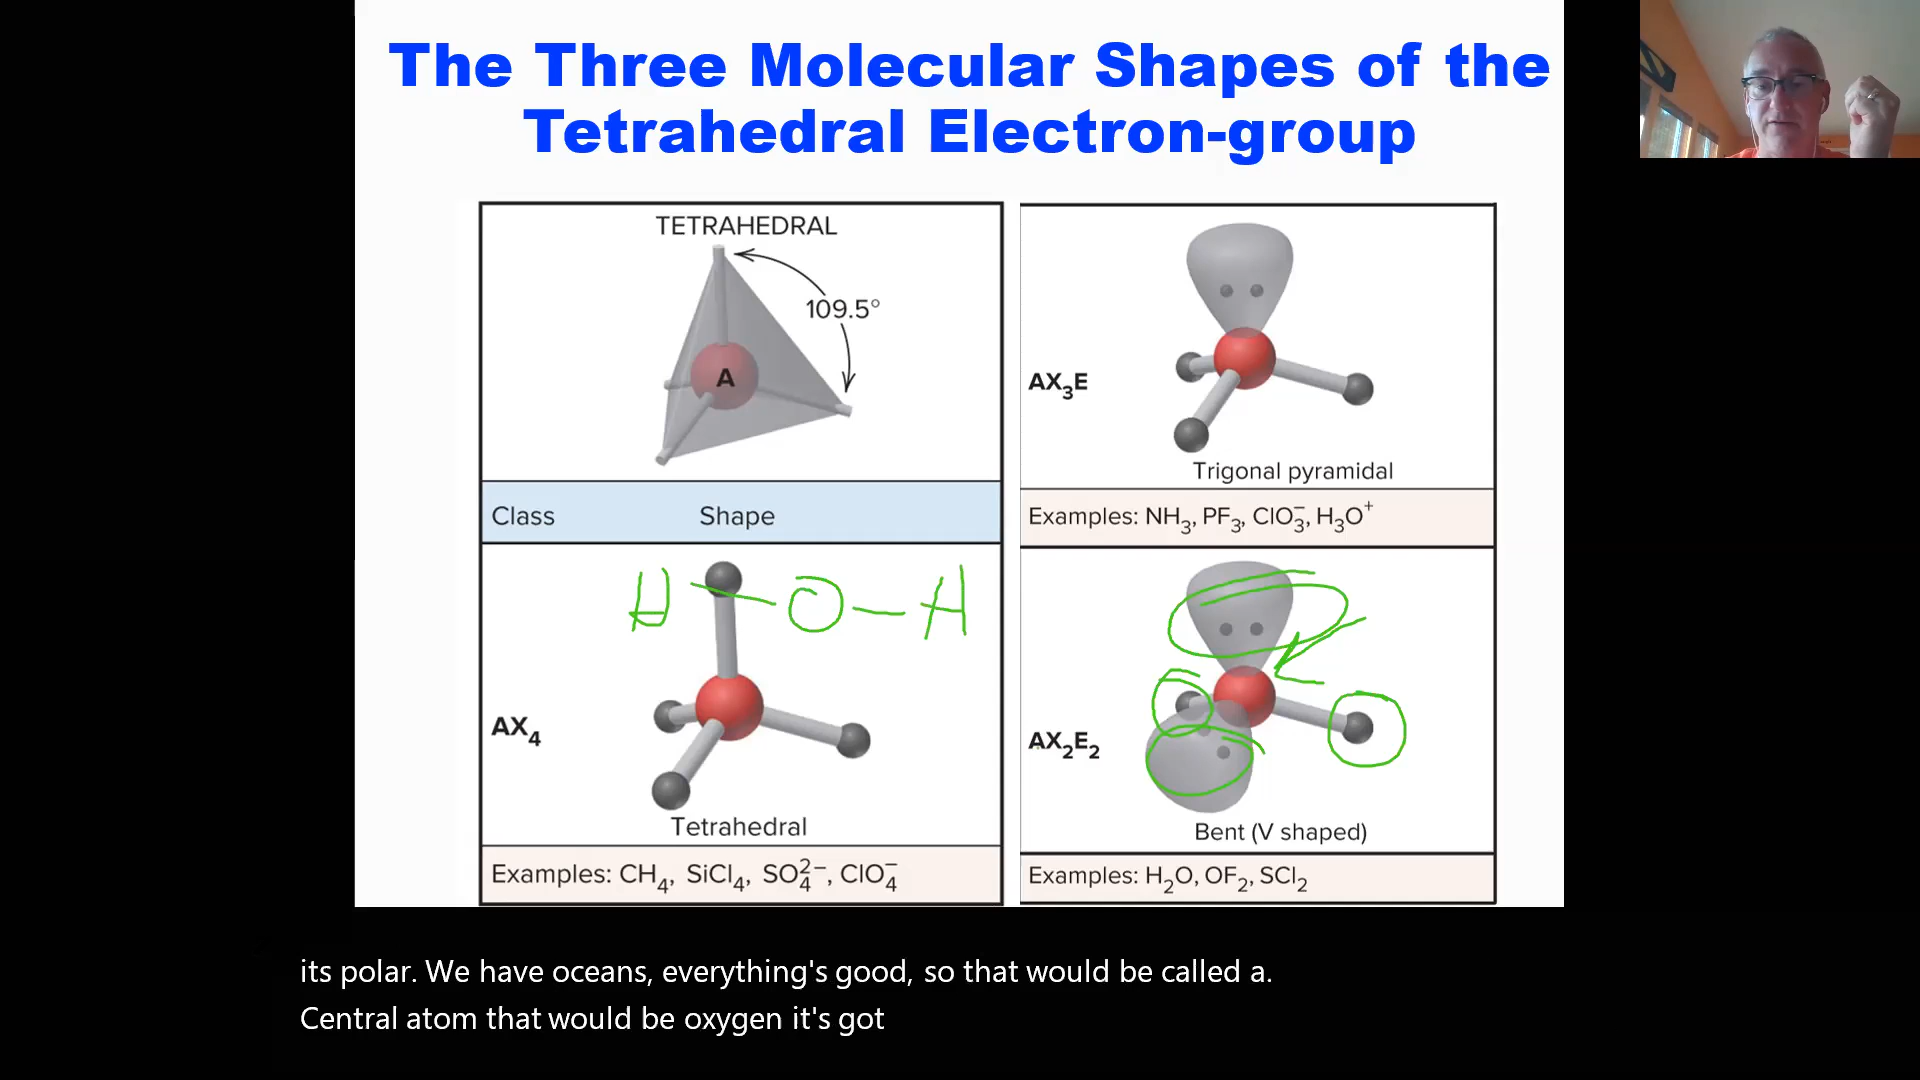 The Three Molecular Shapes of the
Tetrahedral Electron-group
TETRAHEDRAL
109.5°
A
Class Shape
H—O—H
AX₄
Tetrahedral
Examples: CH₄, SiCl₄, SO₄²⁻, ClO₄⁻
AX₃E
Trigonal pyramidal
Examples: NH₃, PF₃, ClO₃⁻, H₃O⁺
AX₂E₂
Bent (V shaped)
Examples: H₂O, OF₂, SCl₂
its polar. We have oceans, everything's good, so that would be called a.
Central atom that would be oxygen it's got